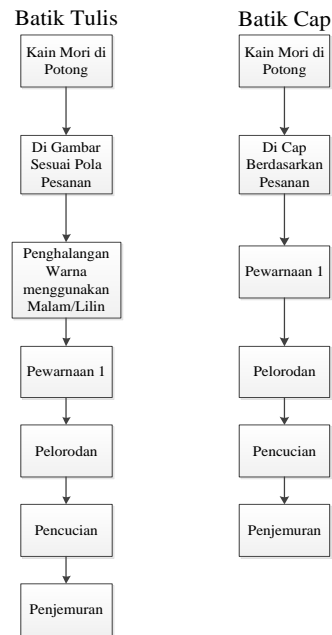 Batik Tulis
Kain Mori di
Potong
Di Gambar
Sesuai Pola
Pesanan
Penghalangan
Warna
menggunakan
Malam/Lilin
Pewarnaan 1
Pelorodan
Pencucian
Penjemuran
Batik Cap
Kain Mori di
Potong
Di Cap
Berdasarkan
Pesanan
Pewarnaan 1
Pelorodan
Pencucian
Penjemuran